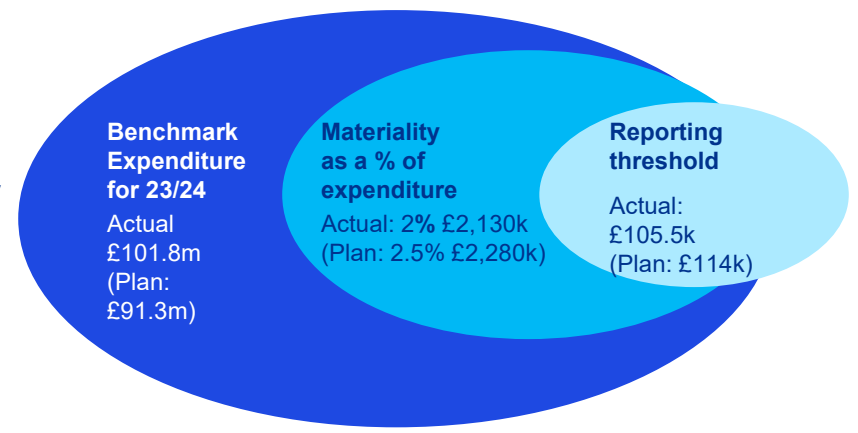 Benchmark
Expenditure
for 23/24
Actual
£101.8m
(Plan:
£91.3m)
Materiality
as a % of
expenditure
Actual: 2% £2,130k
(Plan: 2.5% £2,280k)
Reporting
threshold
Actual:
£105.5k
(Plan: £114k)